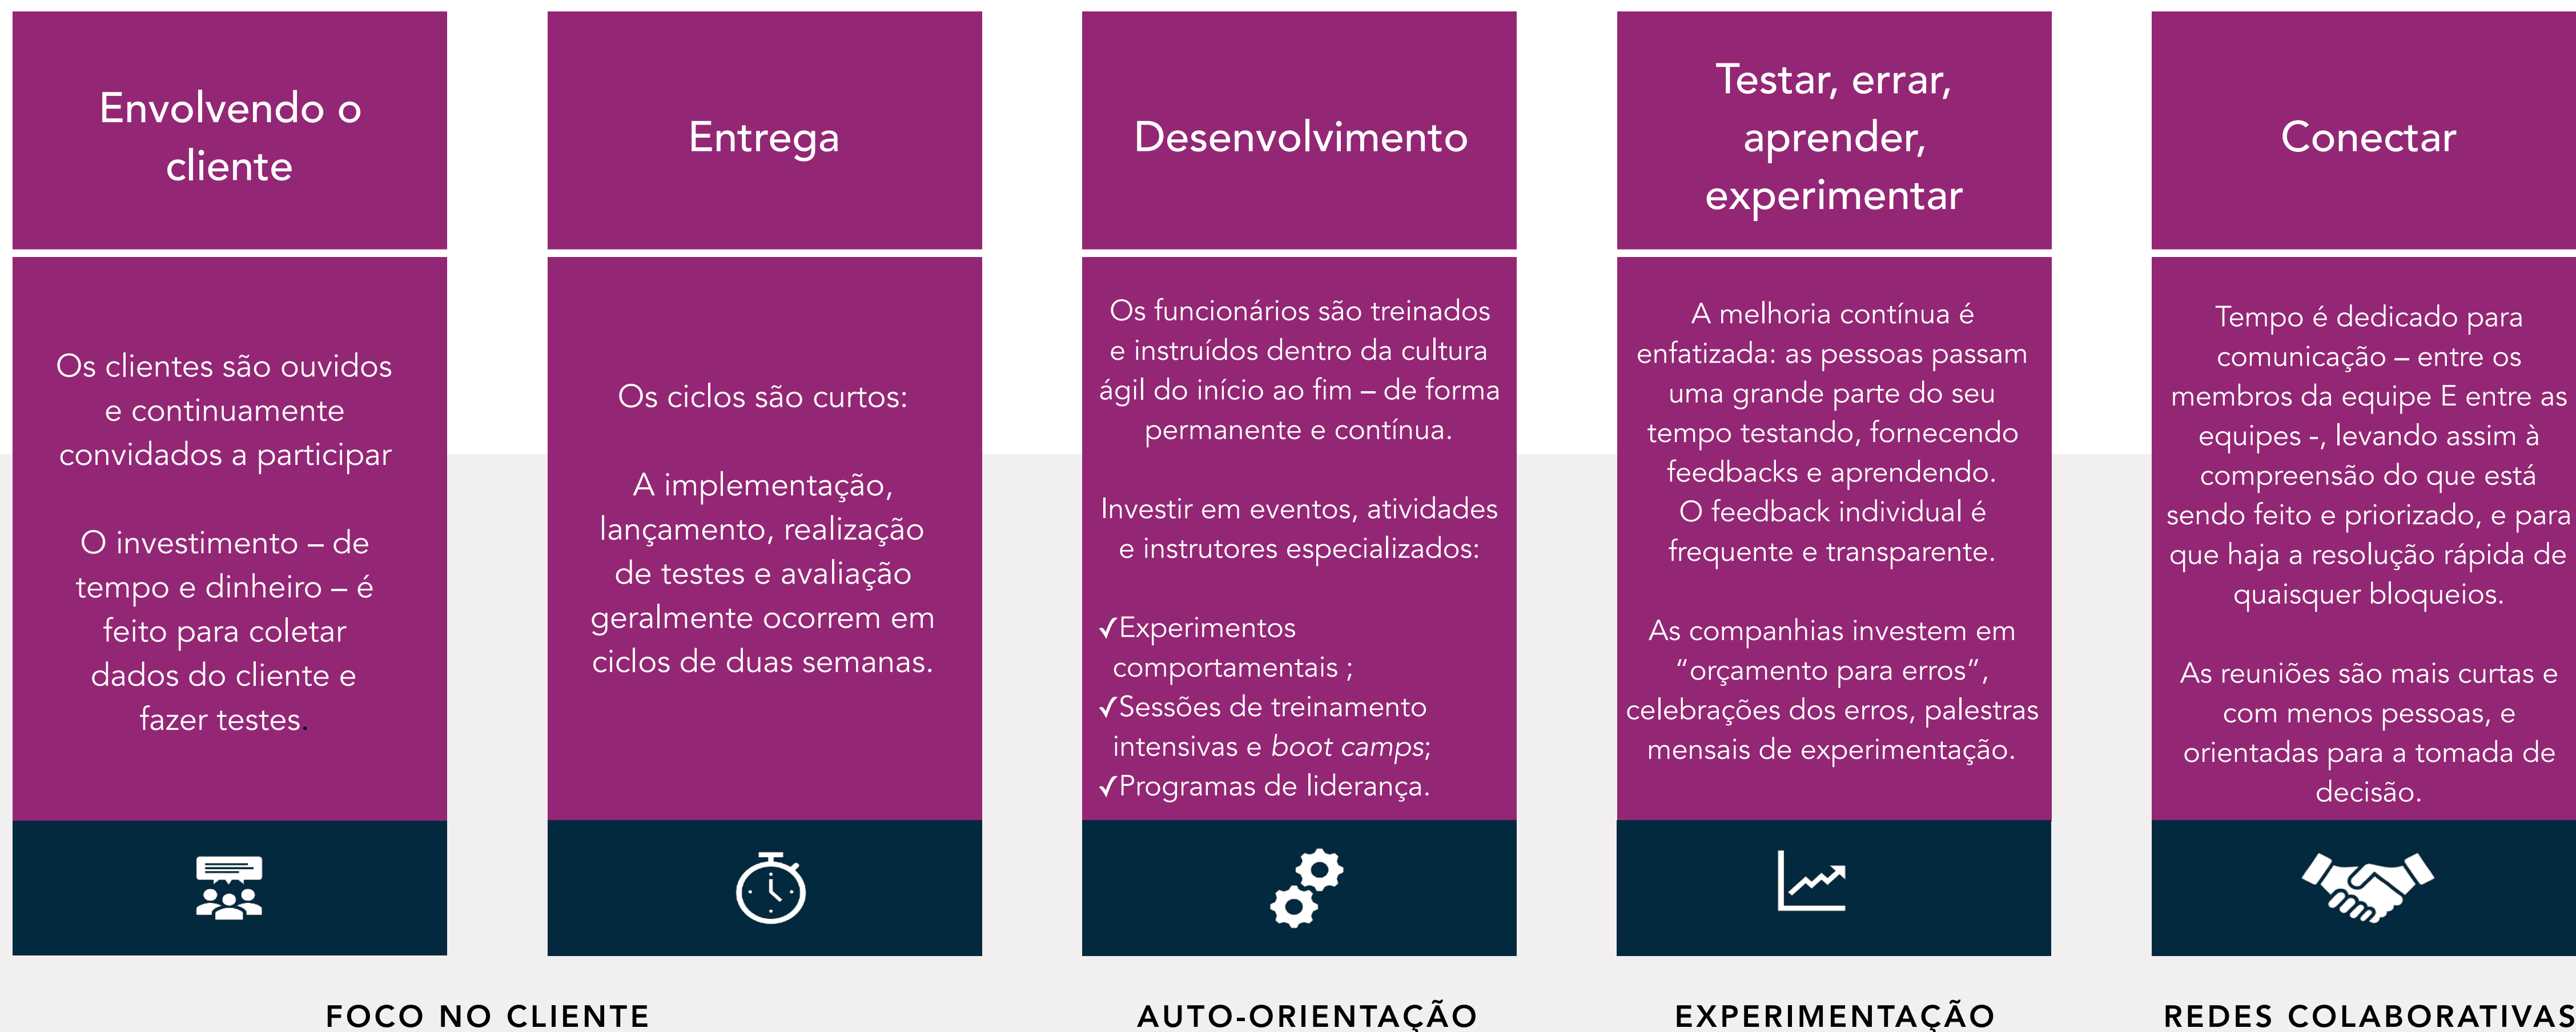 Envolvendo o
cliente
Os clientes são ouvidos
e continuamente
convidados a participar
O investimento – de
tempo e dinheiro – é
feito para coletar
dados do cliente e
fazer testes.
Entrega
Os ciclos são curtos:
A implementação,
lançamento, realização
de testes e avaliação
geralmente ocorrem em
ciclos de duas semanas.
FOCO NO CLIENTE
Desenvolvimento
Os funcionários são treinados
e instruídos dentro da cultura
ágil do início ao fim – de forma
permanente e contínua.
Investir em eventos, atividades
e instrutores especializados:
✓Experimentos
comportamentais ;
✓Sessões de treinamento
intensivas e boot camps;
✓Programas de liderança.
AUTO-ORIENTAÇÃO
Testar, errar,
aprender,
experimentar
A melhoria contínua é
enfatizada: as pessoas passam
uma grande parte do seu
tempo testando, fornecendo
feedbacks e aprendendo.
O feedback individual é
frequente e transparente.
As companhias investem em
“orçamento para erros”,
celebrações dos erros, palestras
mensais de experimentação.
EXPERIMENTAÇÃO
Conectar
Tempo é dedicado para
comunicação – entre os
membros da equipe E entre as
equipes -, levando assim à
compreensão do que está
sendo feito e priorizado, e para
que haja a resolução rápida de
quaisquer bloqueios.
As reuniões são mais curtas e
com menos pessoas, e
orientadas para a tomada de
decisão.
REDES COLABORATIVAS